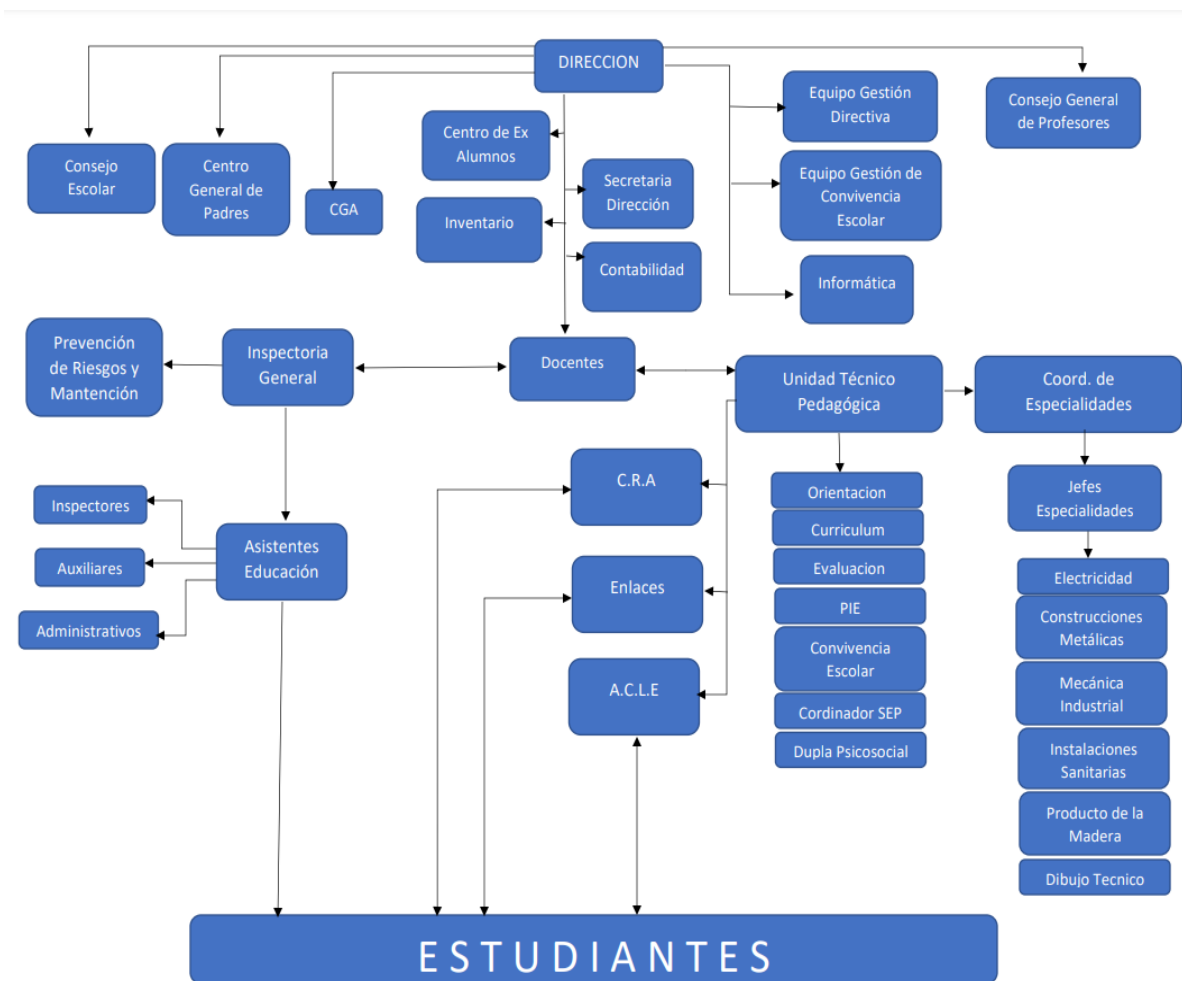 DIRECCION
Consejo
Escolar
Centro
General de
Padres
CGA
Centro de Ex
Alumnos
Inventario
Secretaria
Dirección
Contabilidad
Equipo Gestión
Directiva
Equipo Gestión de
Convivencia
Escolar
Informática
Consejo General
de Profesores
Prevención
de Riesgos y
Mantención
Inspectoria
General
Docentes
Unidad Técnico
Pedagógica
Coord. de
Especialidades
Inspectores
Auxiliares
Administrativos
Asistentes
Educación
C.R.A
Enlaces
A.C.L.E
Orientacion
Curriculum
Evaluacion
PIE
Convivencia
Escolar
Cordinador SEP
Dupla Psicosocial
Jefes
Especialidades
Electricidad
Construcciones
Metálicas
Mecánica
Industrial
Instalaciones
Sanitarias
Producto de la
Madera
Dibujo Tecnico
ESTUDIANTES